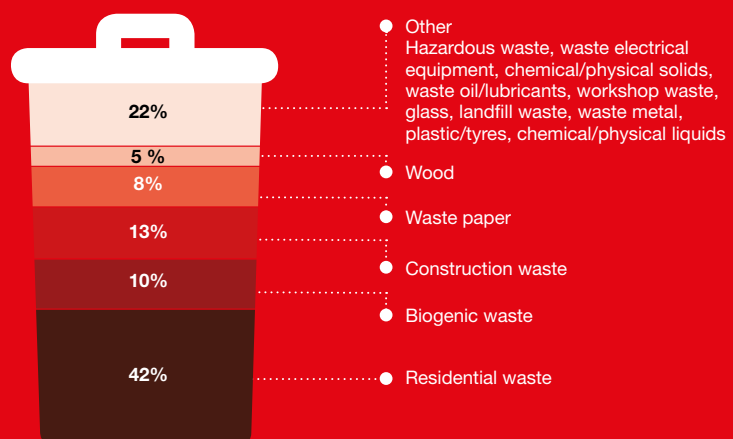 Other
Hazardous waste, waste electrical
equipment, chemical/physical solids,
waste oil/lubricants, workshop waste,
glass, landfill waste, waste metal,
plastic/tyres, chemical/physical liquids
22%
5 %
Wood
8%
Waste paper
13%
Construction waste
10%
Biogenic waste
42%
Residential waste